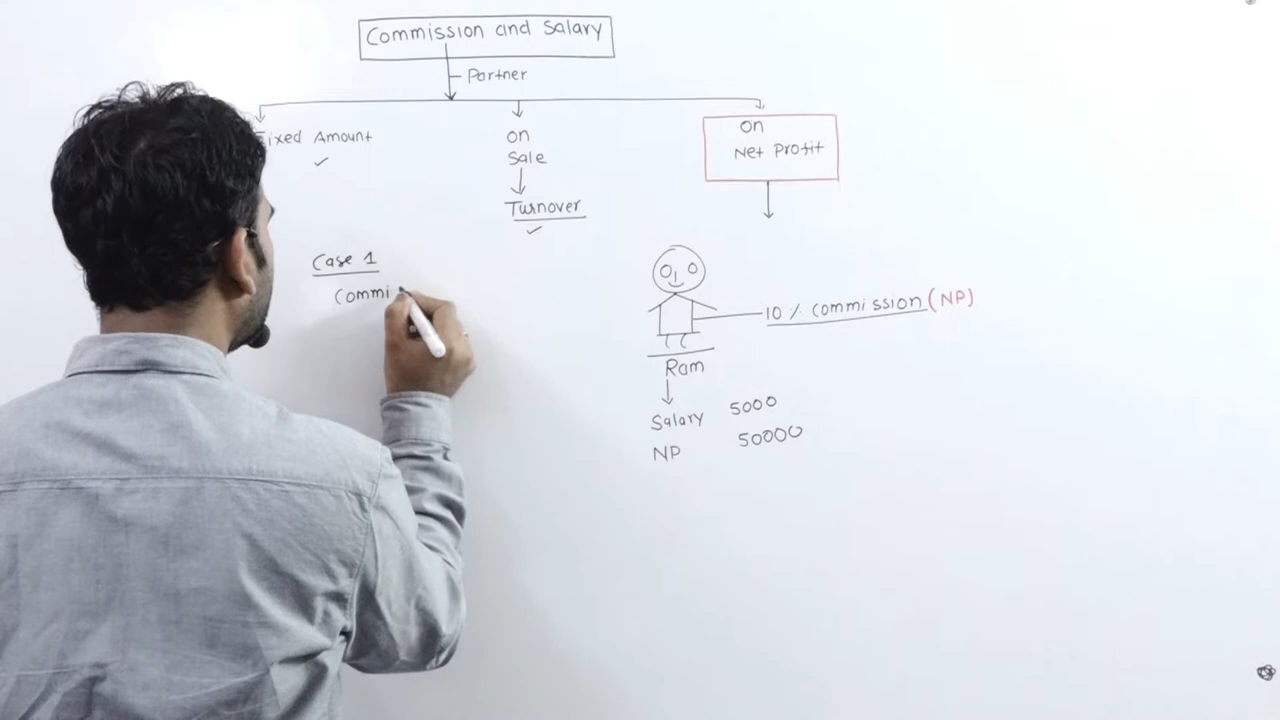 Commission and Salary
Partner
Fixed Amount
on
Sale
Turnover
on
Net Profit
Case 1
Commi
10 % commission (NP)
Ram
Salary 5000
NP 50000